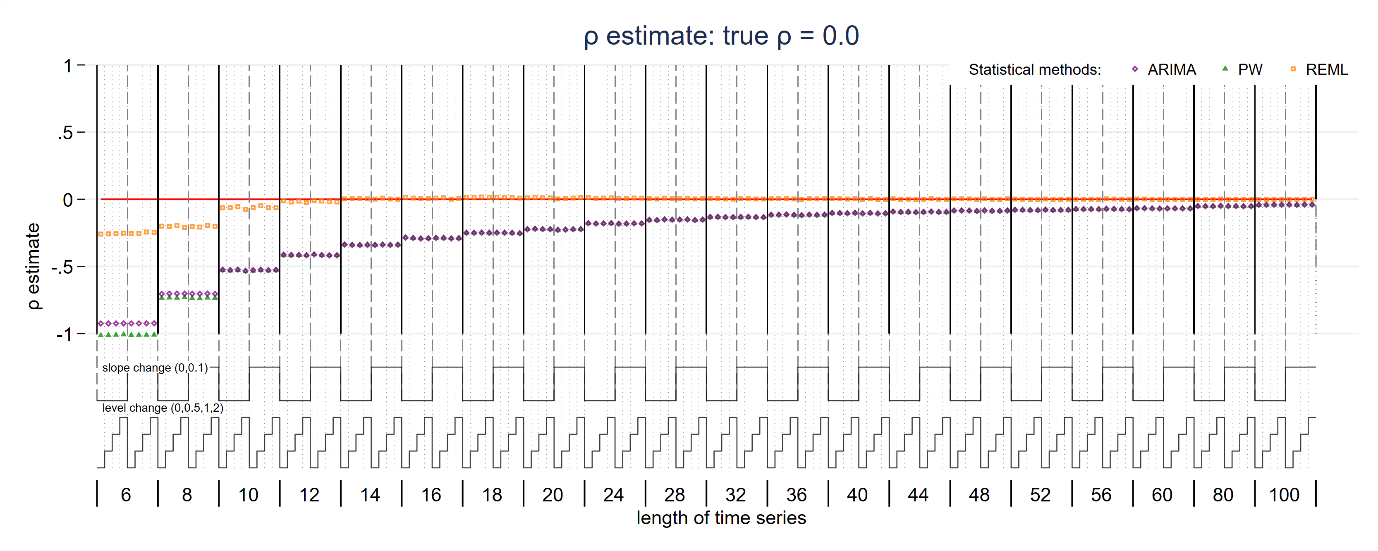 ρ estimate: true ρ = 0.0
Statistical methods: ARIMA PW REML
1
.5
0
-.5
-1
ρ estimate
slope change (0,0.1)
level change (0,0.5,1,2)
6 8 10 12 14 16 18 20 24 28 32 36 40 44 48 52 56 60 80 100
length of time series